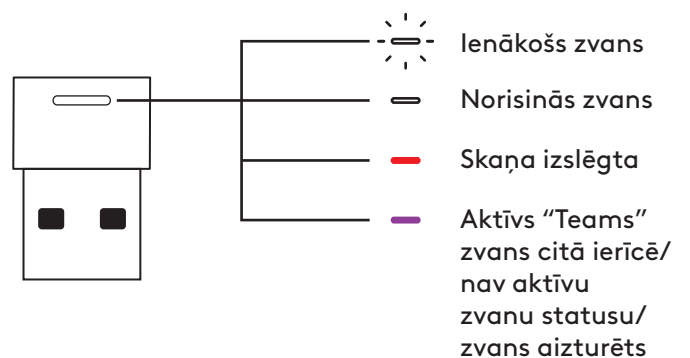 Ienākošs zvans
Norisinās zvans
Skaņa izslēgta
Aktīvs “Teams”
zvans citā ierīcē/
nav aktīvu
zvanu statusu/
zvans aizturēts